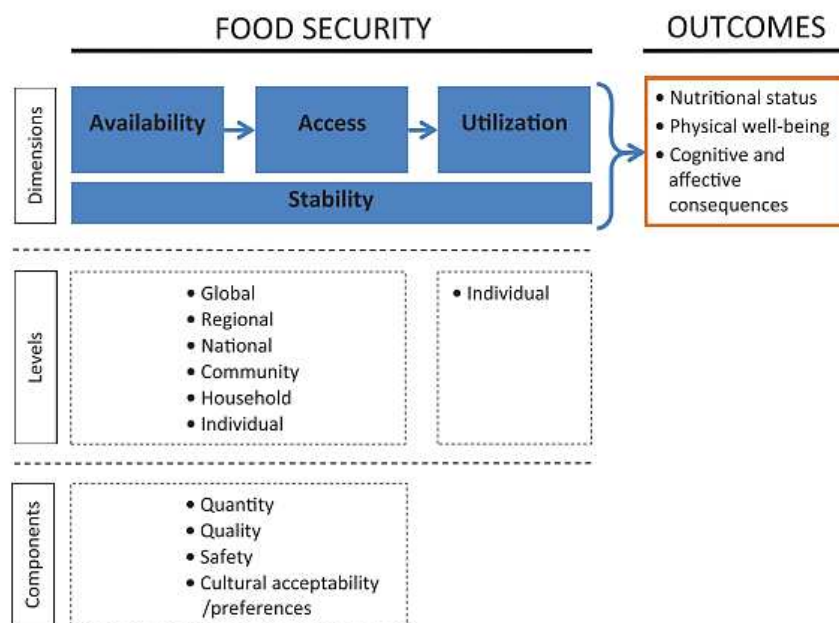 FOOD SECURITY
OUTCOMES
Dimensions
Availability
Access
Utilization
Stability
• Nutritional status
• Physical well-being
• Cognitive and
affective
consequences
Levels
• Global
• Regional
• National
• Community
• Household
• Individual
• Individual
Components
• Quantity
• Quality
• Safety
• Cultural acceptability
/preferences